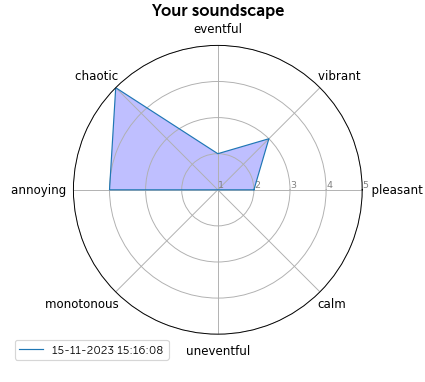 Your soundscape
eventful
chaotic
vibrant
annoying
1 2 3 4 5
pleasant
monotonous
calm
uneventful
15-11-2023 15:16:08